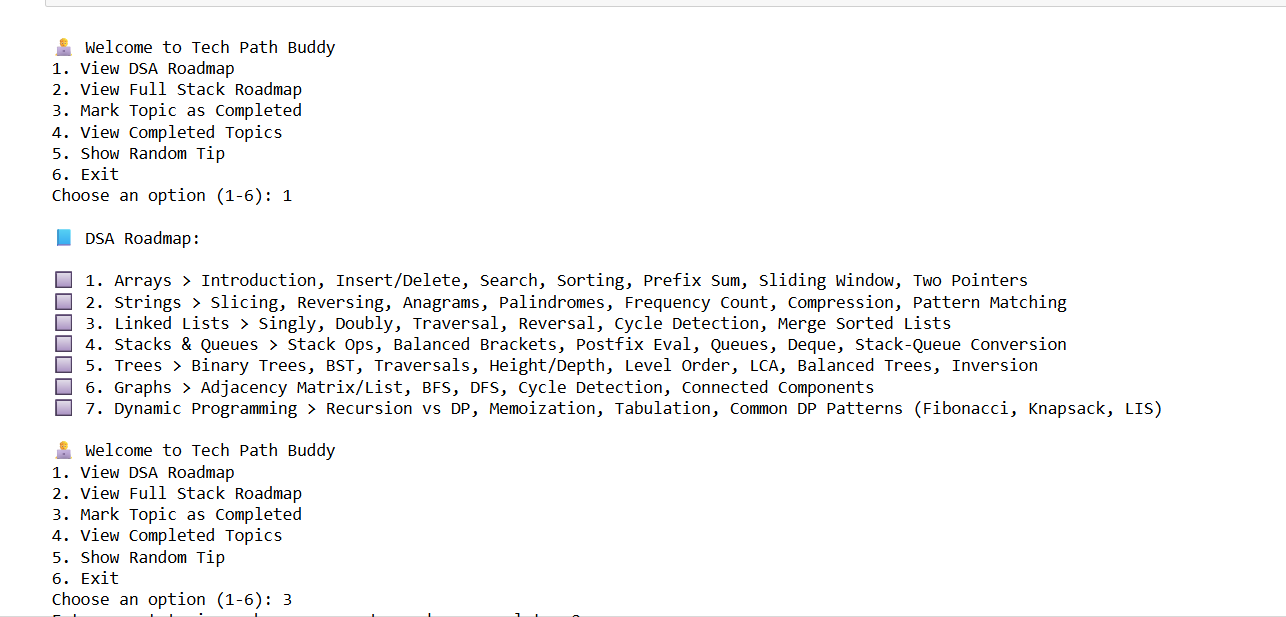 🧑‍💻 Welcome to Tech Path Buddy
1. View DSA Roadmap
2. View Full Stack Roadmap
3. Mark Topic as Completed
4. View Completed Topics
5. Show Random Tip
6. Exit
Choose an option (1-6): 1
📘 DSA Roadmap:
1. Arrays > Introduction, Insert/Delete, Search, Sorting, Prefix Sum, Sliding Window, Two Pointers
2. Strings > Slicing, Reversing, Anagrams, Palindromes, Frequency Count, Compression, Pattern Matching
3. Linked Lists > Singly, Doubly, Traversal, Reversal, Cycle Detection, Merge Sorted Lists
4. Stacks & Queues > Stack Ops, Balanced Brackets, Postfix Eval, Queues, Deque, Stack-Queue Conversion
5. Trees > Binary Trees, BST, Traversals, Height/Depth, Level Order, LCA, Balanced Trees, Inversion
6. Graphs > Adjacency Matrix/List, BFS, DFS, Cycle Detection, Connected Components
7. Dynamic Programming > Recursion vs DP, Memoization, Tabulation, Common DP Patterns (Fibonacci, Knapsack, LIS)
🧑‍💻 Welcome to Tech Path Buddy
1. View DSA Roadmap
2. View Full Stack Roadmap
3. Mark Topic as Completed
4. View Completed Topics
5. Show Random Tip
6. Exit
Choose an option (1-6): 3